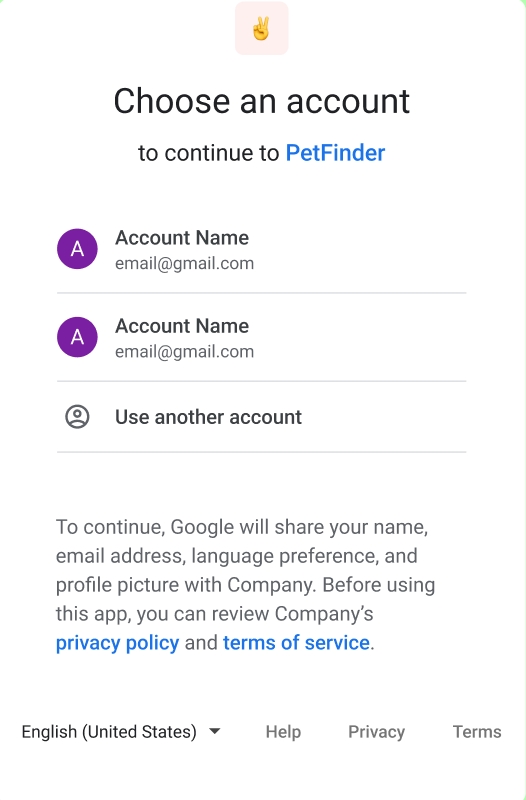 Choose an account
to continue to PetFinder
A
Account Name
email@gmail.com
A
Account Name
email@gmail.com
Use another account
To continue, Google will share your name,
email address, language preference, and
profile picture with Company. Before using
this app, you can review Company’s
privacy policy and terms of service.
English (United States)
Help
Privacy
Terms